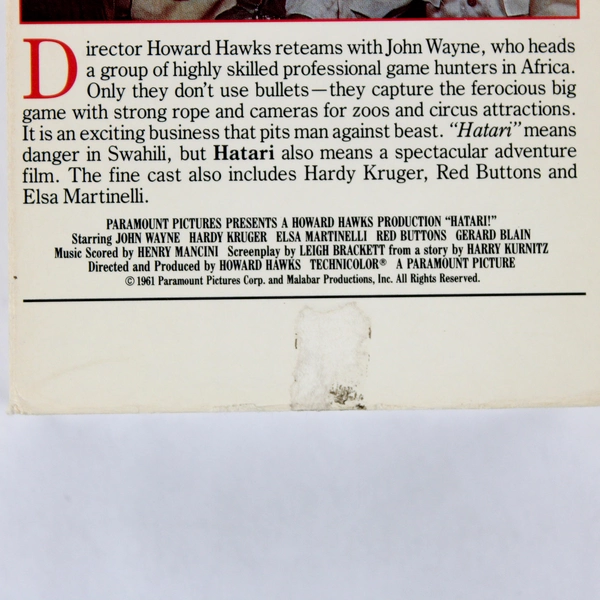 Director Howard Hawks reteams with John Wayne, who heads
a group of highly skilled professional game hunters in Africa.
Only they don't use bullets—they capture the ferocious big
game with strong rope and cameras for zoos and circus attractions.
It is an exciting business that pits man against beast. "Hatari" means
danger in Swahili, but Hatari also means a spectacular adventure
film. The fine cast also includes Hardy Kruger, Red Buttons and
Elsa Martinelli.
PARAMOUNT PICTURES PRESENTS A HOWARD HAWKS PRODUCTION "HATARI!"
Starring JOHN WAYNE HARDY KRUGER ELSA MARTINELLI RED BUTTONS GERARD BLAIN
Music Scored by HENRY MANCINI Screenplay by LEIGH BRACKETT from a story by HARRY KURNITZ
Directed and Produced by HOWARD HAWKS TECHNICOLOR® A PARAMOUNT PICTURE
© 1961 Paramount Pictures Corp. and Malabar Productions, Inc. All Rights Reserved.